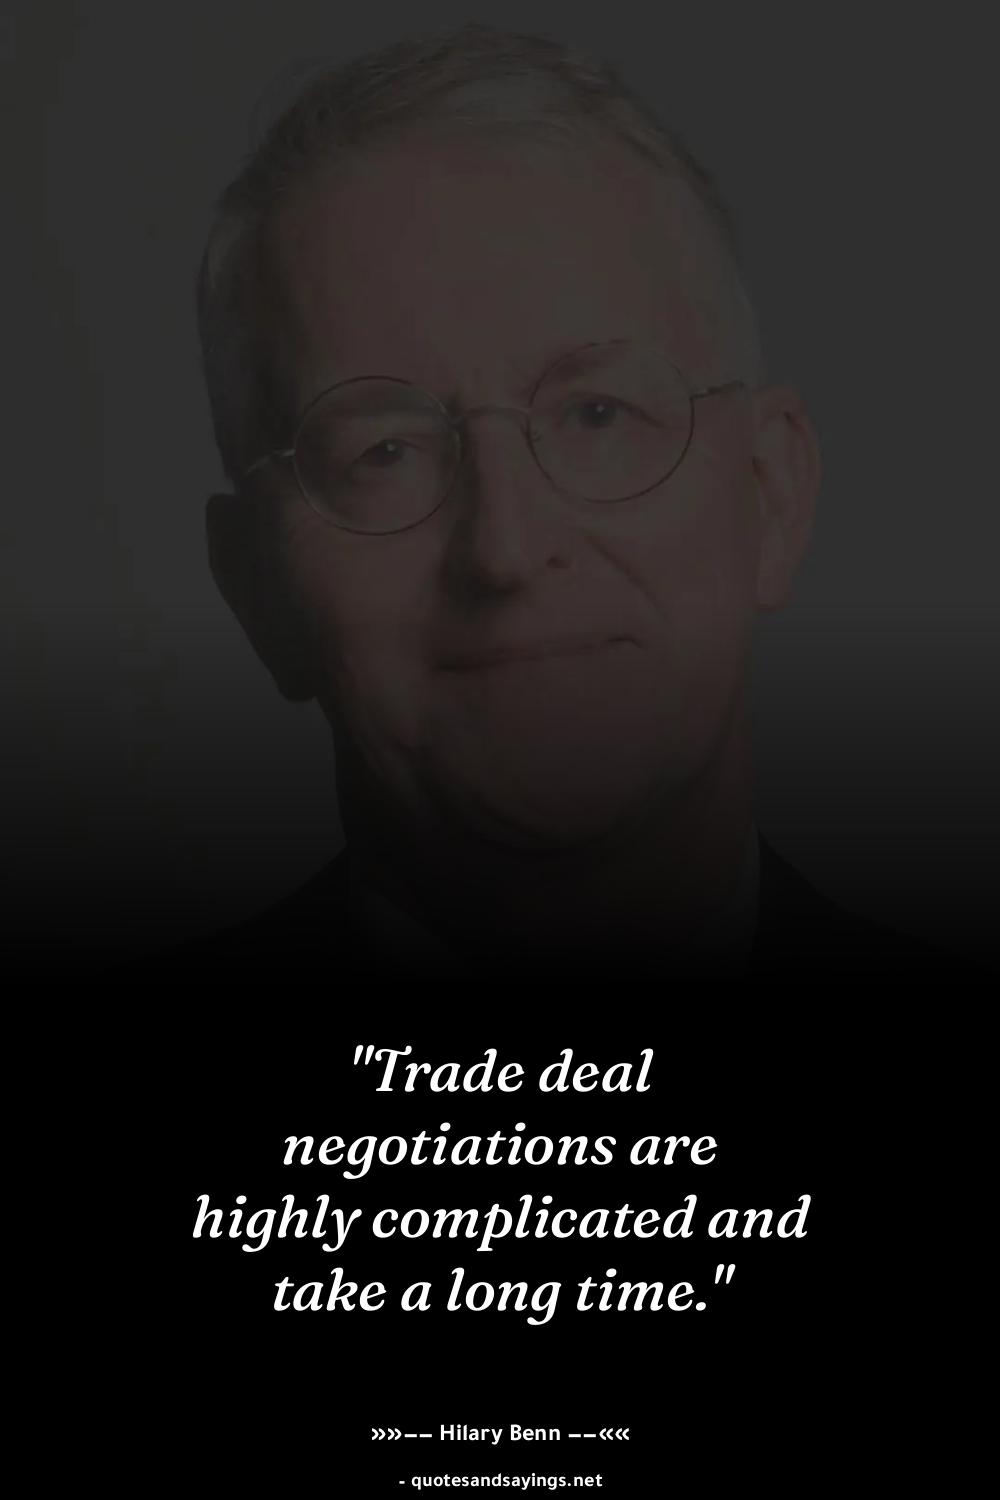 "Trade deal
negotiations are
highly complicated and
take a long time."
»»−− Hilary Benn −−««
- quotesandsayings.net